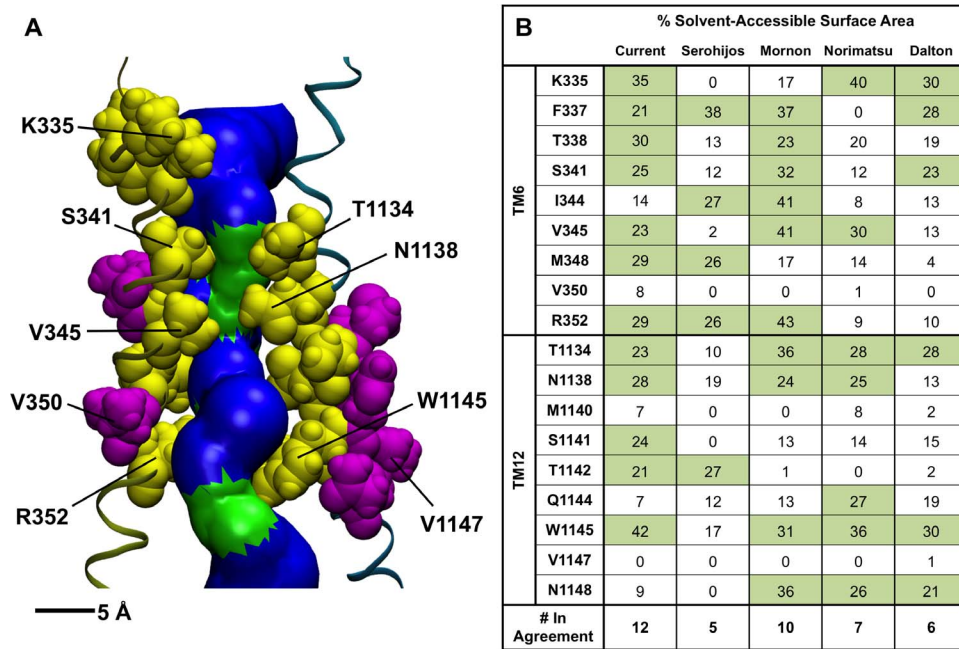 A
K335
S341
T1134
N1138
V345
V350
W1145
R352
V1147
5 Å
B
% Solvent-Accessible Surface Area
Current Serohijos Mornon Norimatsu Dalton
TM6
K335 35 0 17 40 30
F337 21 38 37 0 28
T338 30 13 23 20 19
S341 25 12 32 12 23
I344 14 27 41 8 13
V345 23 2 41 30 13
M348 29 26 17 14 4
V350 8 0 0 1 0
R352 29 26 43 9 10
TM12
T1134 23 10 36 28 28
N1138 28 19 24 25 13
M1140 7 0 0 8 2
S1141 24 0 13 14 15
T1142 21 27 1 0 2
Q1144 7 12 13 27 19
W1145 42 17 31 36 30
V1147 0 0 0 0 1
N1148 9 0 36 26 21
# In
Agreement 12 5 10 7 6